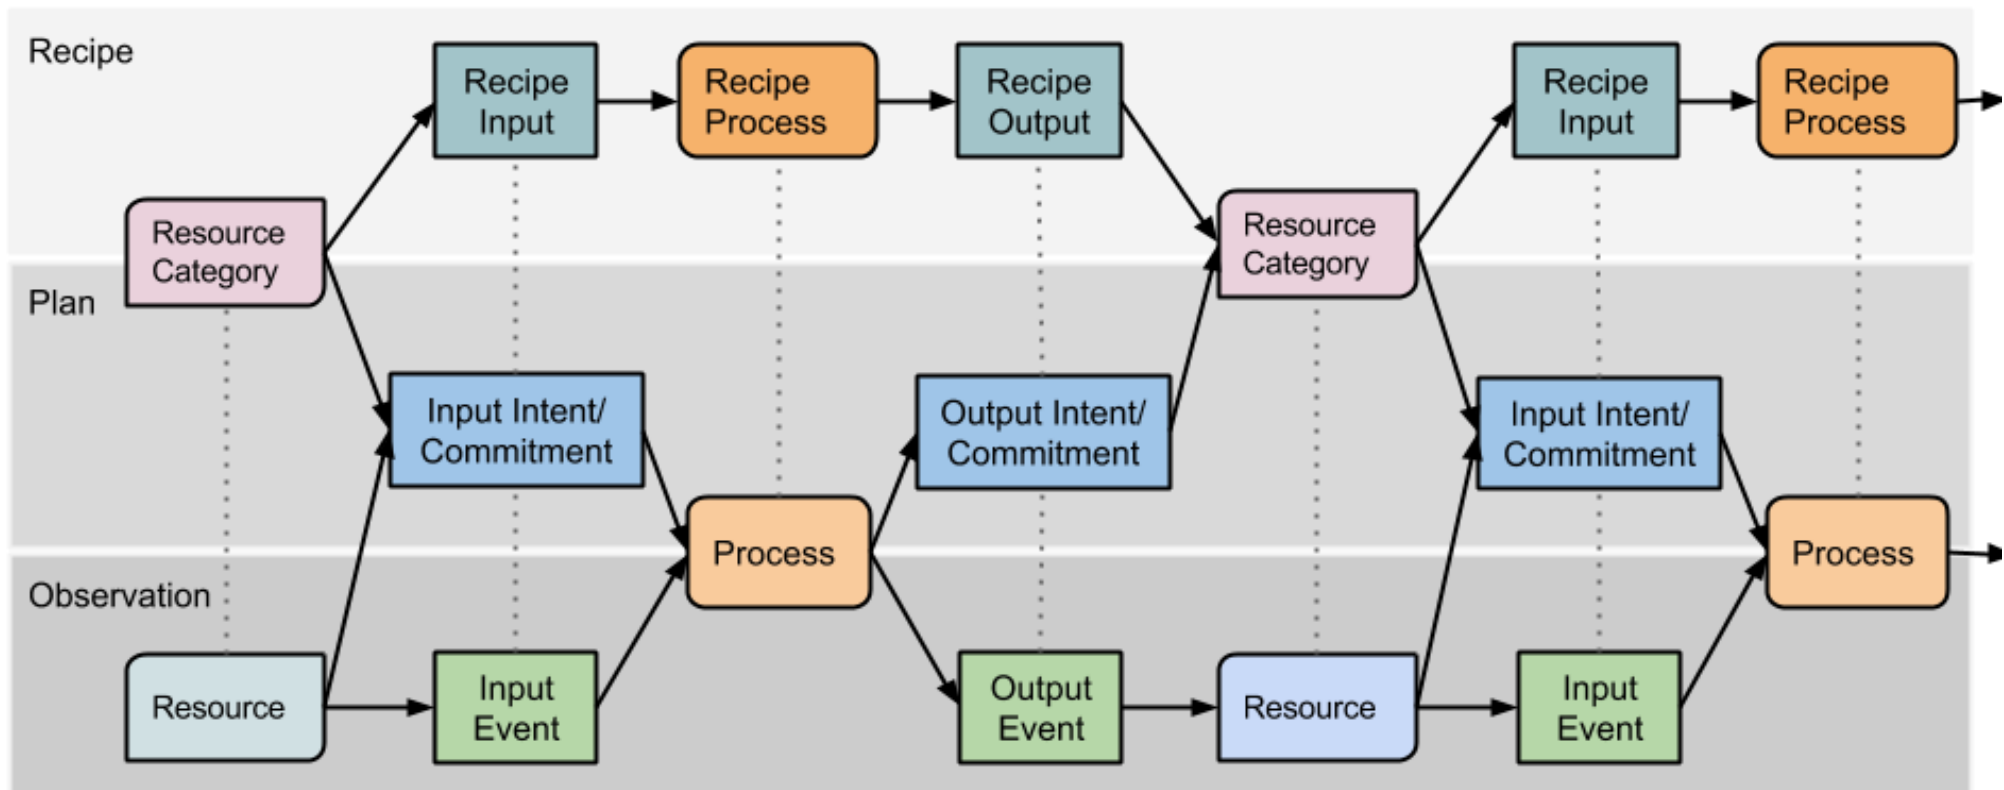 Recipe
Recipe
Input
Recipe
Process
Recipe
Output
Recipe
Input
Recipe
Process
Resource
Category
Resource
Category
Plan
Input Intent/
Commitment
Output Intent/
Commitment
Input Intent/
Commitment
Process
Process
Observation
Resource
Input
Event
Output
Event
Resource
Input
Event